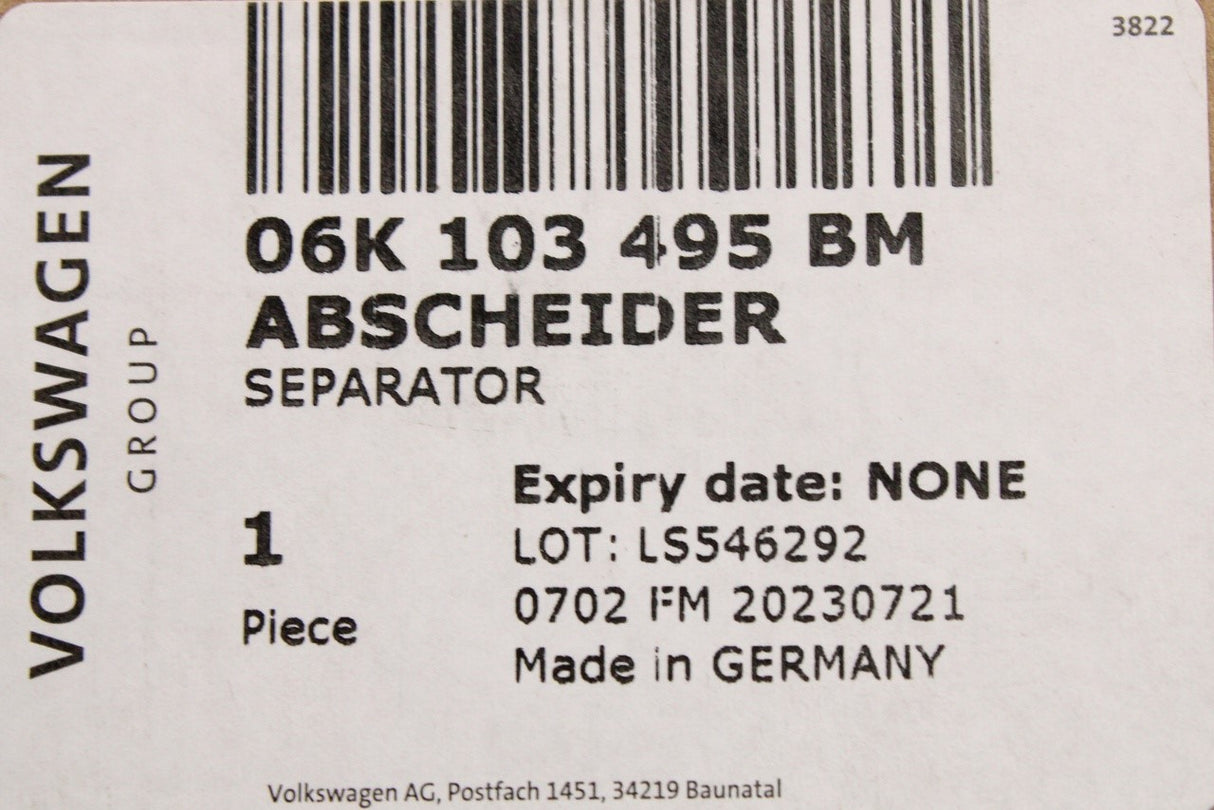 3822
VOLKSWAGEN
GROUP
06K 103 495 BM
ABSCHEIDER
SEPARATOR
1
Piece
Expiry date: NONE
LOT: LS546292
0702 FM 20230721
Made in GERMANY
Volkswagen AG, Postfach 1451, 34219 Baunatal